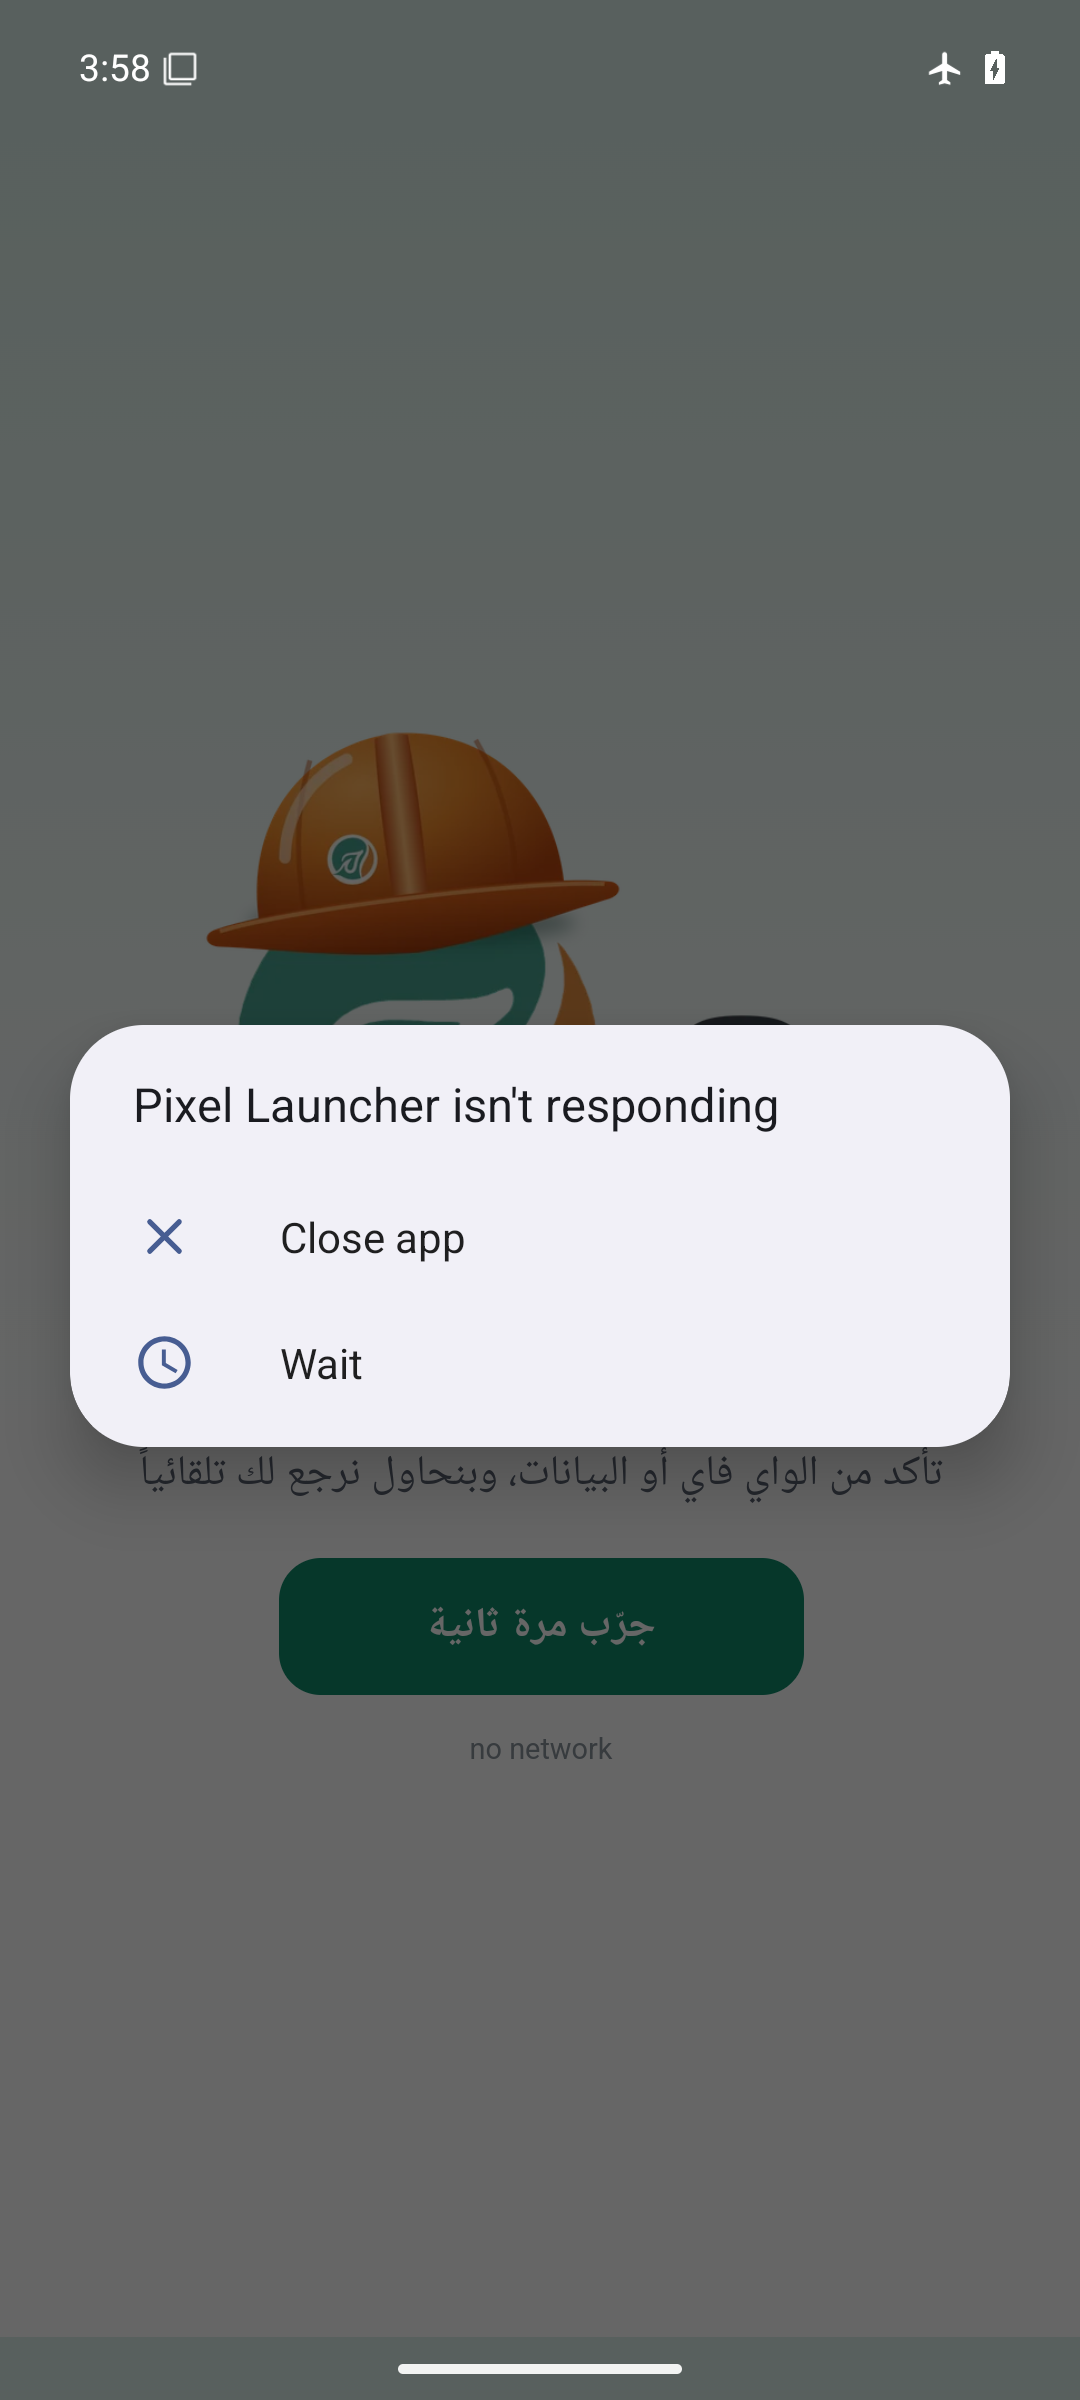 3:58
Pixel Launcher isn't responding
Close app
Wait
تأكد من الواي فاي أو البيانات، وبنحاول نرجع لك تلقائياً
جرّب مرة ثانية
no network